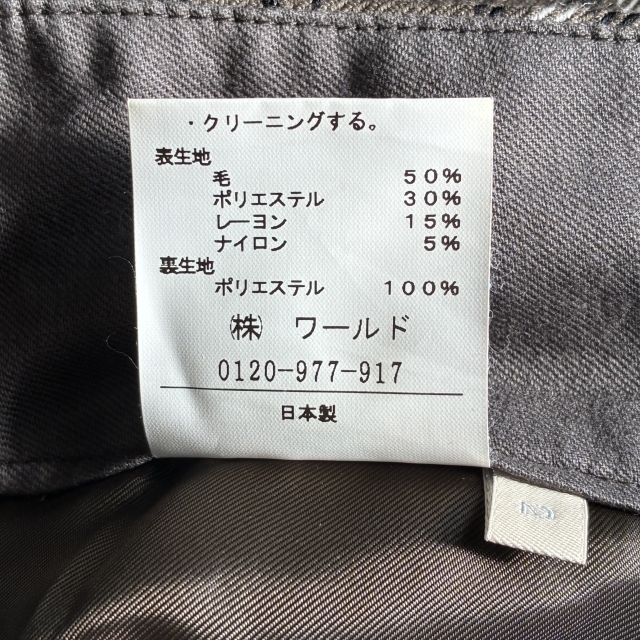 ・クリーニングする。
表生地
毛 50%
ポリエステル 30%
レーヨン 15%
ナイロン 5%
裏生地
ポリエステル 100%
㈱ ワールド
0120-977-917
日本製